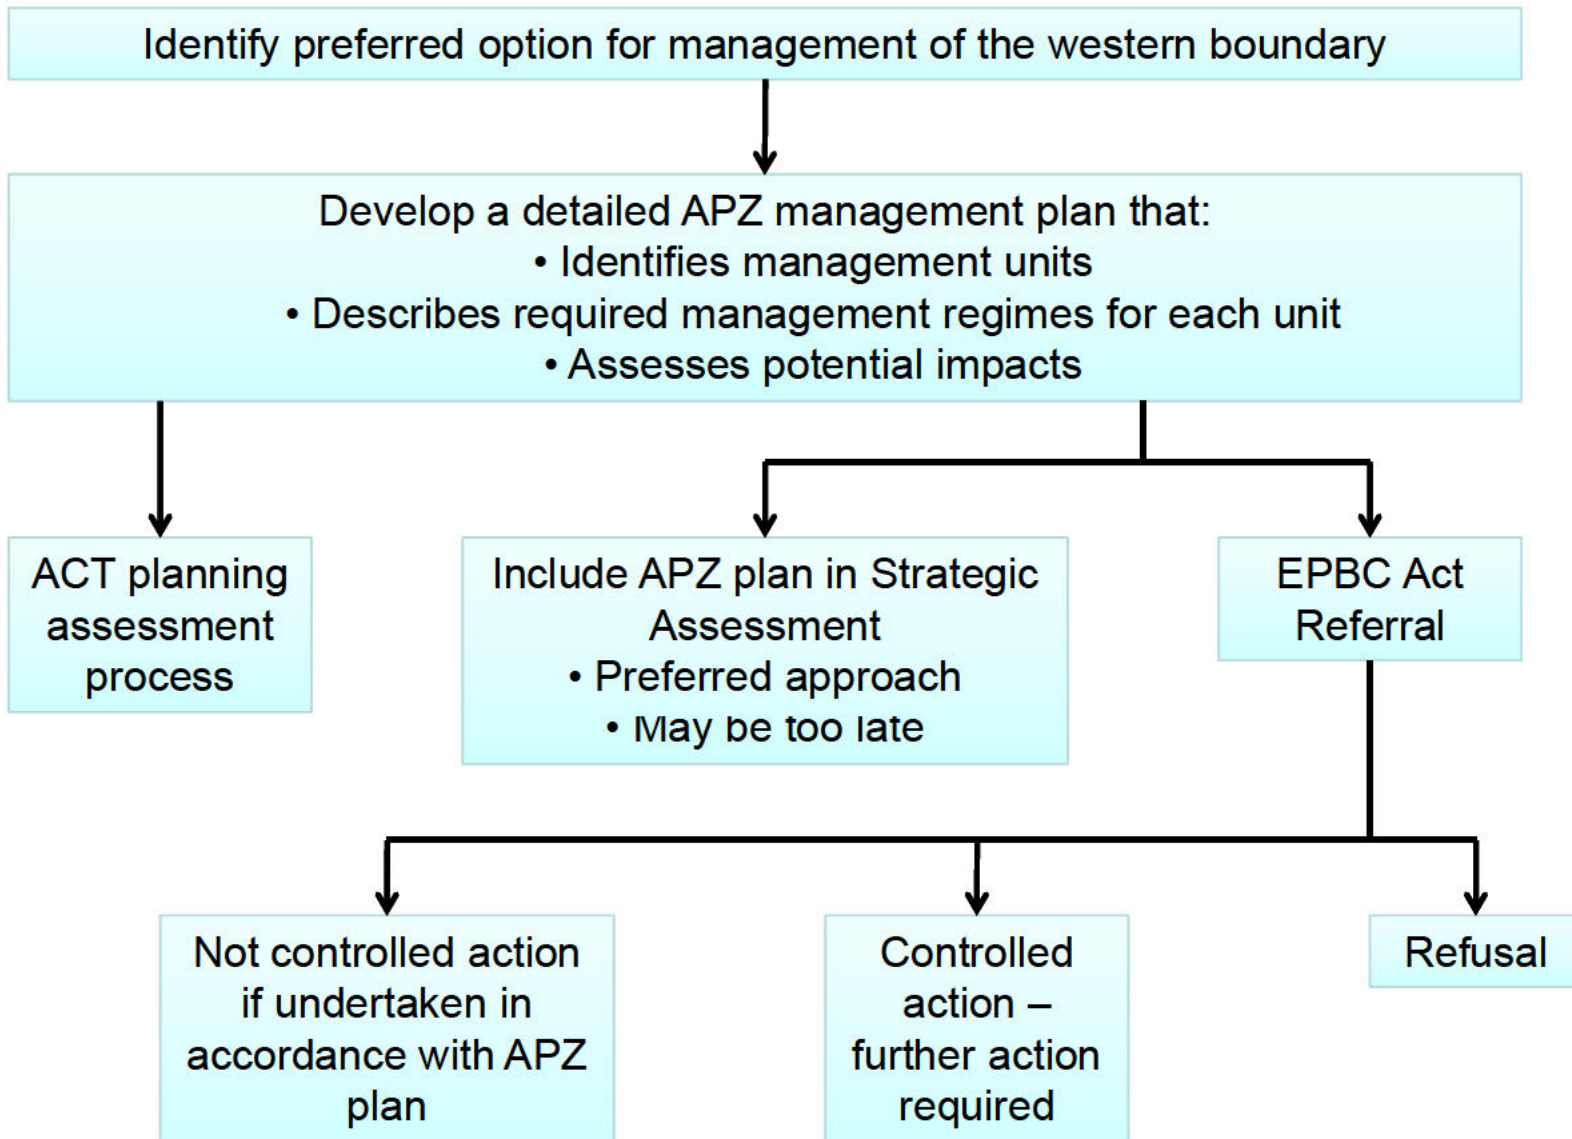 Identify preferred option for management of the western boundary
Develop a detailed APZ management plan that:
• Identifies management units
• Describes required management regimes for each unit
• Assesses potential impacts
ACT planning
assessment
process
Include APZ plan in Strategic
Assessment
• Preferred approach
• May be too late
EPBC Act
Referral
Not controlled action
if undertaken in
accordance with APZ
plan
Controlled
action –
further action
required
Refusal